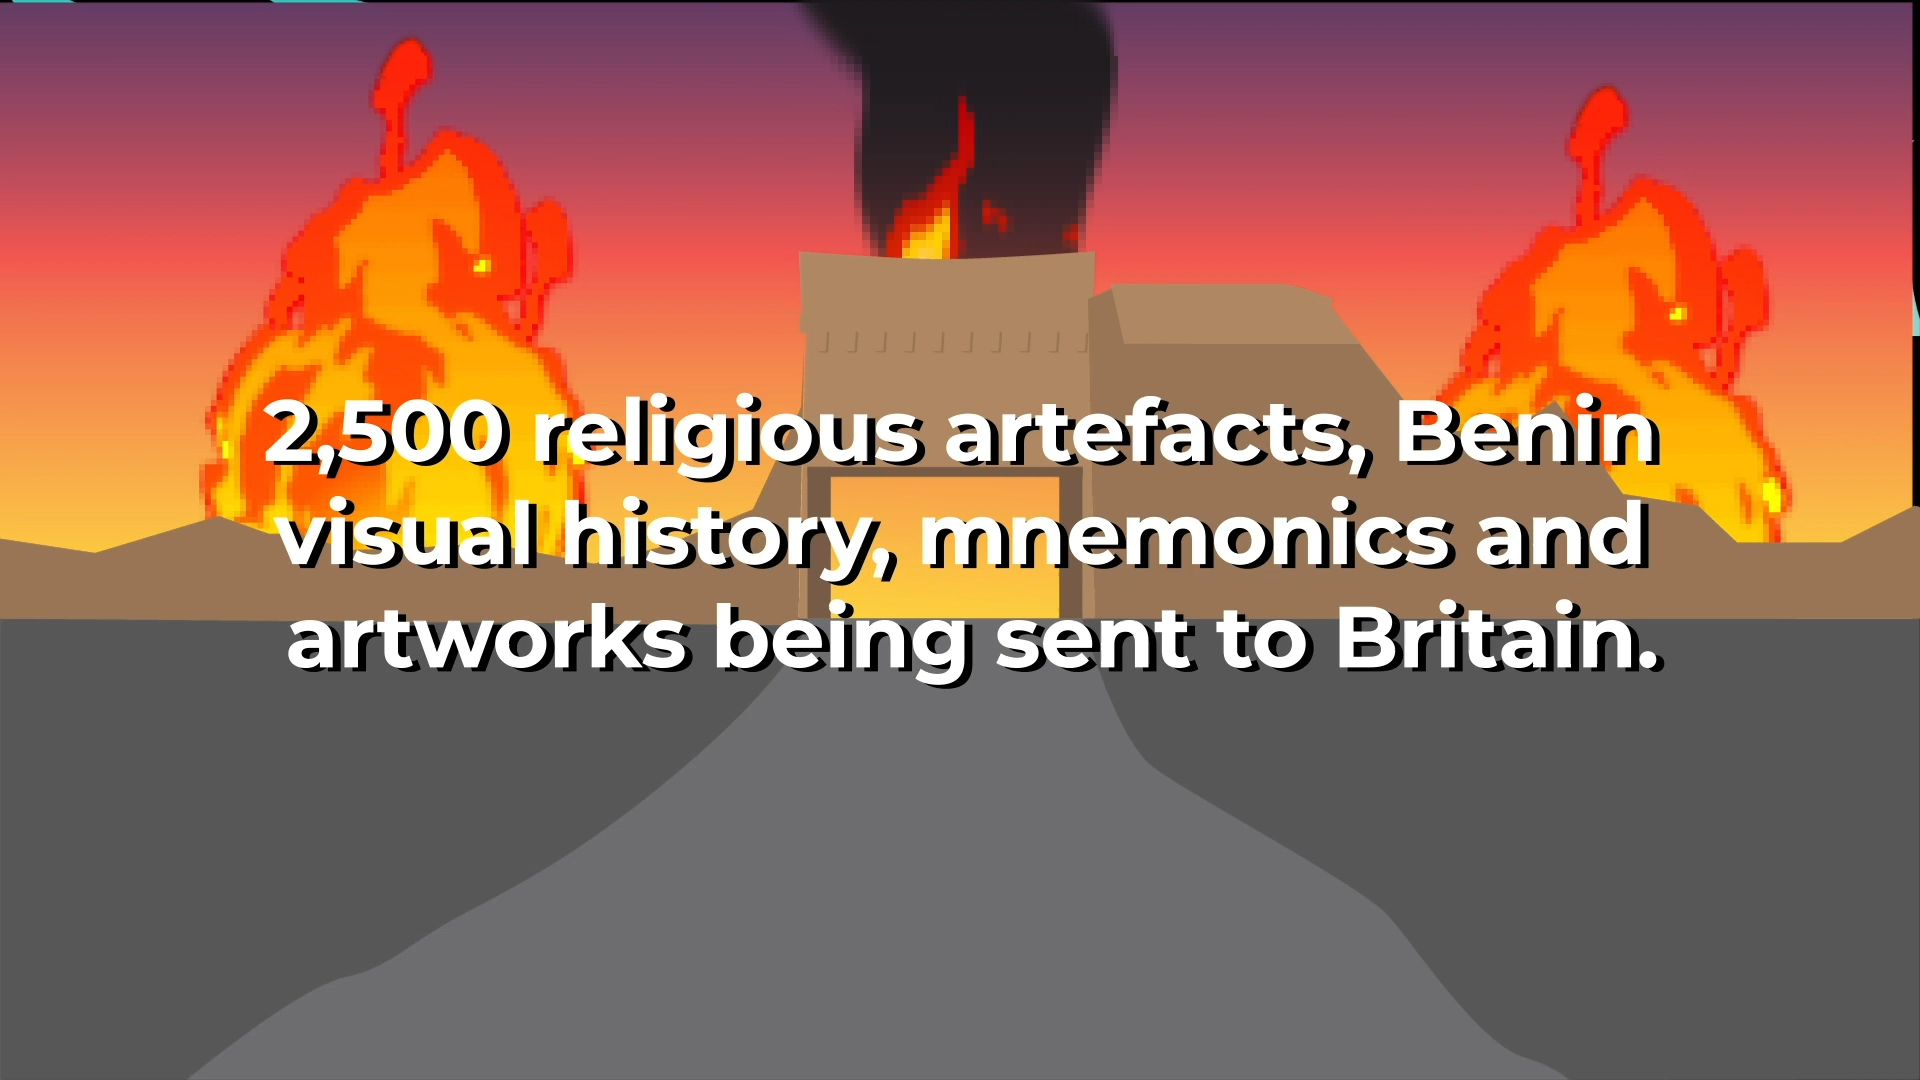 2,500 religious artefacts, Benin
visual history, mnemonics and
artworks being sent to Britain.